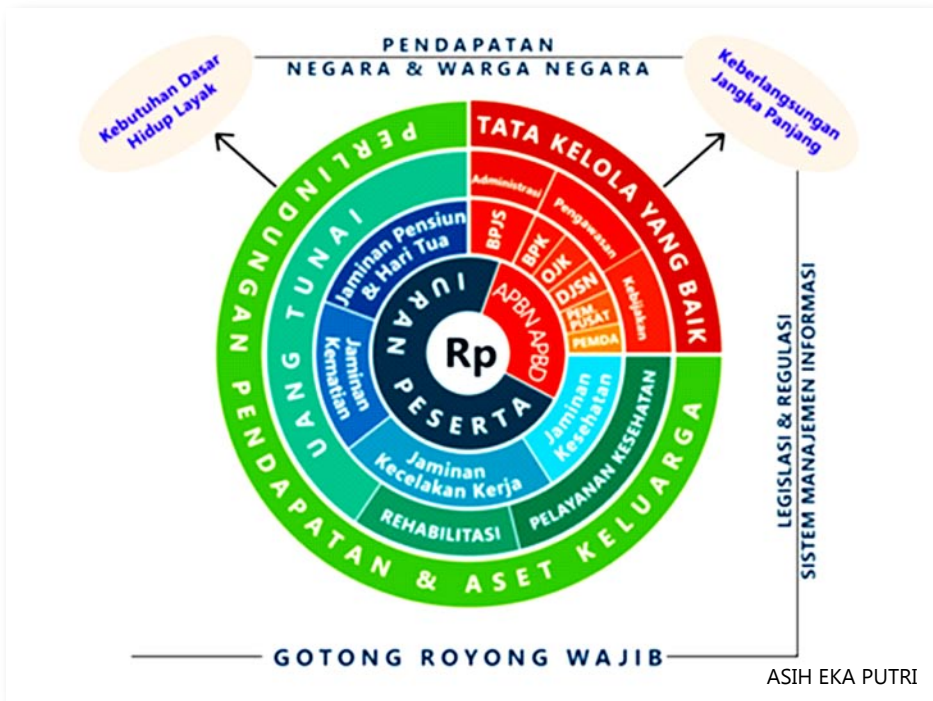 PENDAPATAN
NEGARA & WARGA NEGARA
Kebutuhan Dasar
Hidup Layak
Keberlangsungan
Jangka Panjang
PERLINDUNGAN PENDAPATAN & ASET KELUARGA
TATA KELOLA YANG BAIK
UANG TUNAI
Administrasi
Pengawasan
Kebijakan
Jaminan Pensiun
& Hari Tua
BPJS
BPK
OJK
DJSN
PEM
PUSAT
PEMDA
IURAN PESERTA
APBN APBD
Rp
Jaminan
Kematian
Jaminan
Kecelakan Kerja
Jaminan
Kesehatan
REHABILITASI
PELAYANAN KESEHATAN
LEGISLASI & REGULASI
SISTEM MANAJEMEN INFORMASI
GOTONG ROYONG WAJIB
ASIH EKA PUTRI